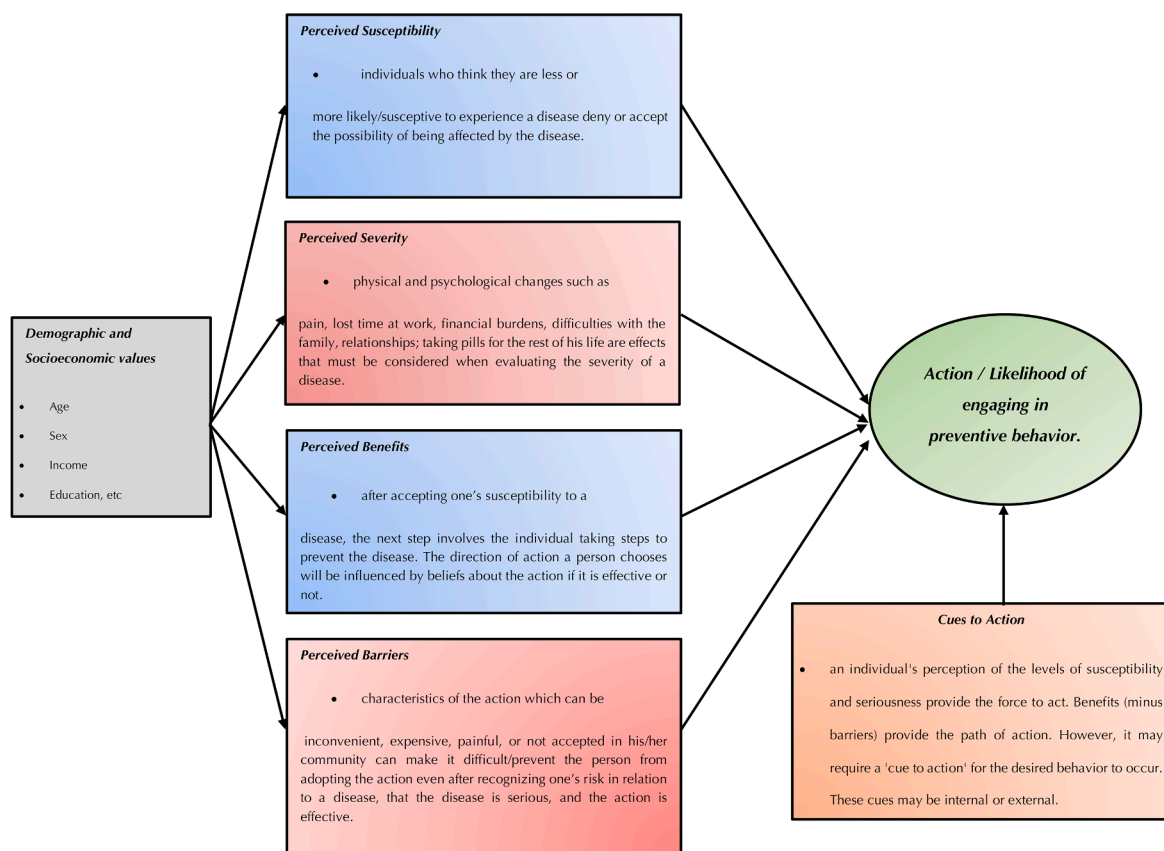 Perceived Susceptibility
• individuals who think they are less or
more likely/susceptive to experience a disease deny or accept
the possibility of being affected by the disease.
Perceived Severity
• physical and psychological changes such as
pain, lost time at work, financial burdens, difficulties with the
family, relationships; taking pills for the rest of his life are effects
that must be considered when evaluating the severity of a
disease.
Demographic and
Socioeconomic values
• Age
• Sex
• Income
• Education, etc
Perceived Benefits
• after accepting one’s susceptibility to a
disease, the next step involves the individual taking steps to
prevent the disease. The direction of action a person chooses
will be influenced by beliefs about the action if it is effective or
not.
Perceived Barriers
• characteristics of the action which can be
inconvenient, expensive, painful, or not accepted in his/her
community can make it difficult/prevent the person from
adopting the action even after recognizing one’s risk in relation
to a disease, that the disease is serious, and the action is
effective.
Action / Likelihood of
engaging in
preventive behavior.
Cues to Action
• an individual's perception of the levels of susceptibility
and seriousness provide the force to act. Benefits (minus
barriers) provide the path of action. However, it may
require a 'cue to action' for the desired behavior to occur.
These cues may be internal or external.